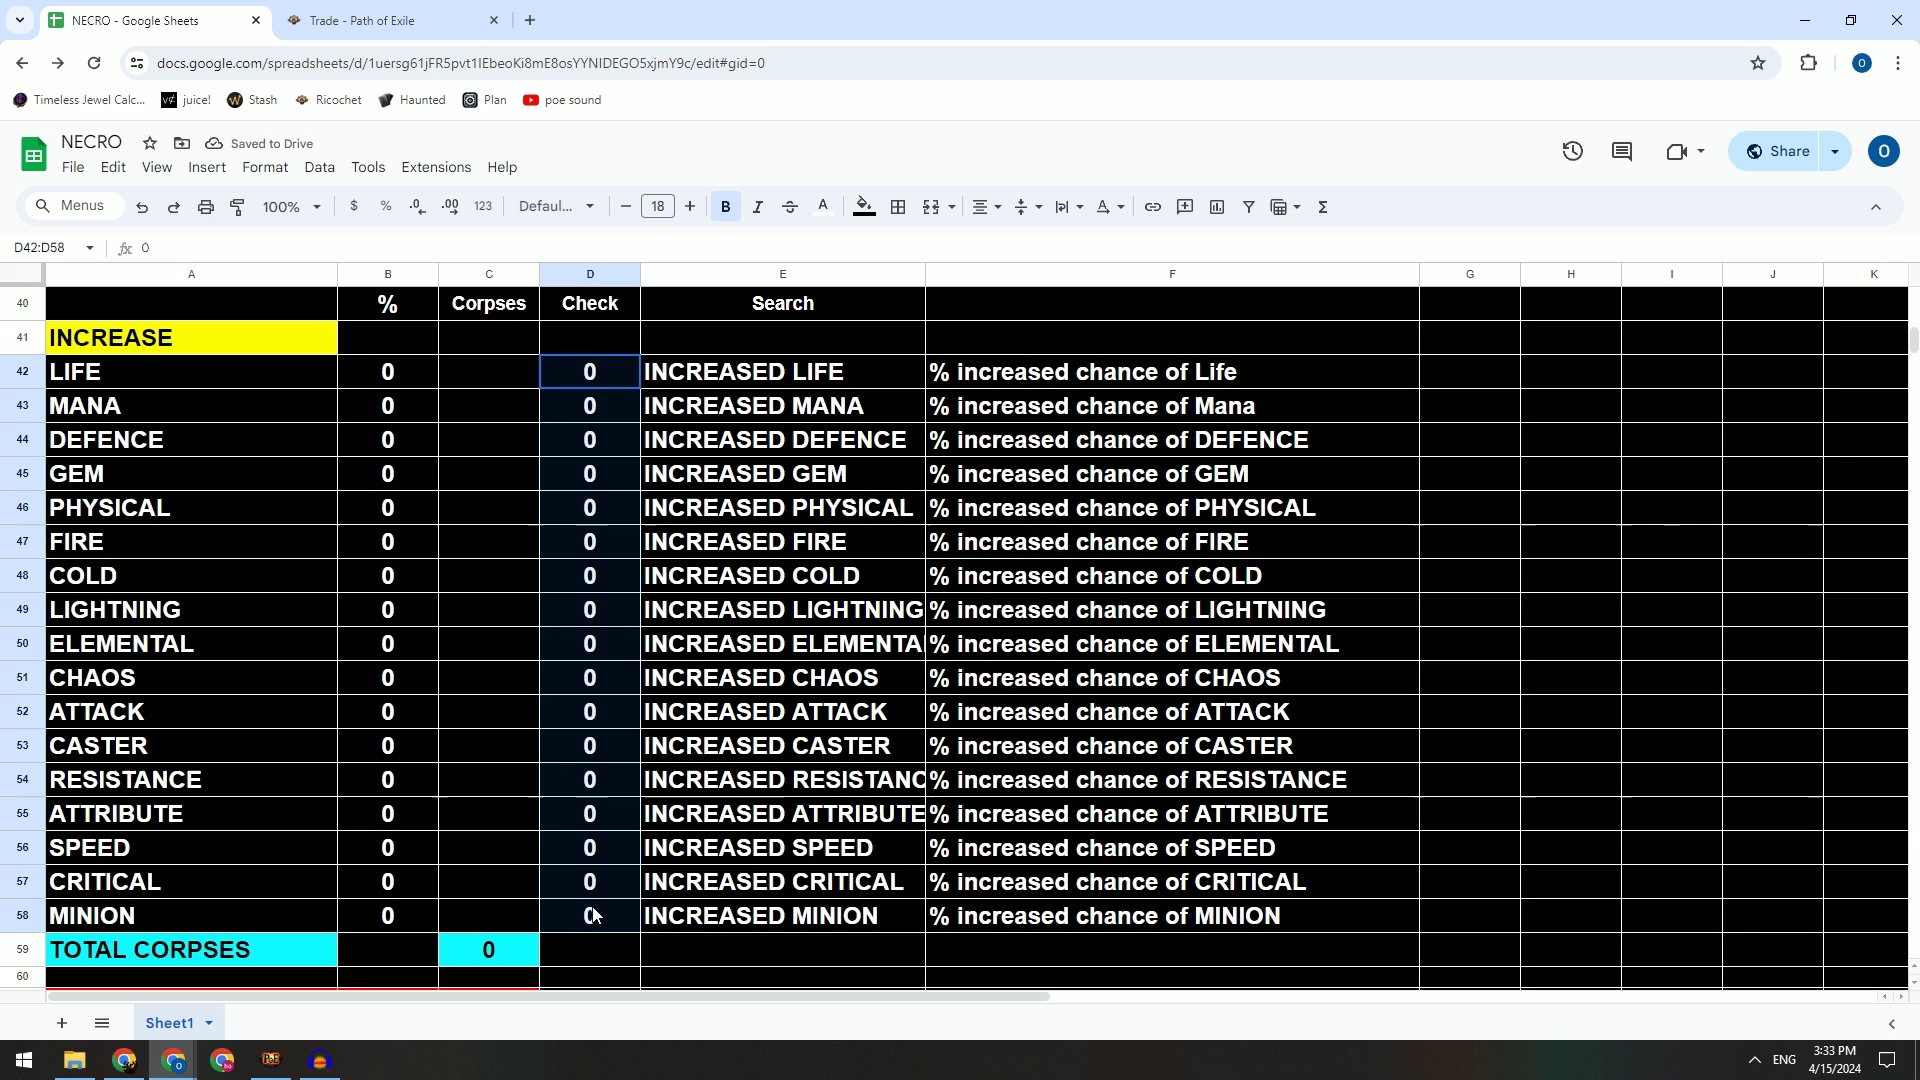 NECRO - Google Sheets
Trade - Path of Exile
docs.google.com/spreadsheets/d/1uersg61jFR5pvt1IEbeoKi8mE8osYYNIDEGO5xjmY9c/edit#gid=0
O
Timeless Jewel Calc...
juice!
Stash
Ricochet
Haunted
Plan
poe sound
NECRO
Saved to Drive
File Edit View Insert Format Data Tools Extensions Help
Share
O
Menus
100%
$ % .0 .00 123
Defaul...
18
B I A
D42:D58
fx 0
A B C D E F G H I J K
40 % Corpses Check Search
41 INCREASE
42 LIFE 0 0 INCREASED LIFE % increased chance of Life
43 MANA 0 0 INCREASED MANA % increased chance of Mana
44 DEFENCE 0 0 INCREASED DEFENCE % increased chance of DEFENCE
45 GEM 0 0 INCREASED GEM % increased chance of GEM
46 PHYSICAL 0 0 INCREASED PHYSICAL % increased chance of PHYSICAL
47 FIRE 0 0 INCREASED FIRE % increased chance of FIRE
48 COLD 0 0 INCREASED COLD % increased chance of COLD
49 LIGHTNING 0 0 INCREASED LIGHTNING % increased chance of LIGHTNING
50 ELEMENTAL 0 0 INCREASED ELEMENTA % increased chance of ELEMENTAL
51 CHAOS 0 0 INCREASED CHAOS % increased chance of CHAOS
52 ATTACK 0 0 INCREASED ATTACK % increased chance of ATTACK
53 CASTER 0 0 INCREASED CASTER % increased chance of CASTER
54 RESISTANCE 0 0 INCREASED RESISTANC % increased chance of RESISTANCE
55 ATTRIBUTE 0 0 INCREASED ATTRIBUTE % increased chance of ATTRIBUTE
56 SPEED 0 0 INCREASED SPEED % increased chance of SPEED
57 CRITICAL 0 0 INCREASED CRITICAL % increased chance of CRITICAL
58 MINION 0 0 INCREASED MINION % increased chance of MINION
59 TOTAL CORPSES 0
60
Sheet1
ENG
3:33 PM
4/15/2024